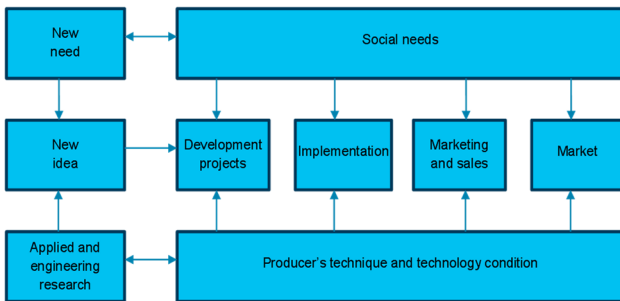 New
need
Social needs
New
idea
Development
projects
Implementation
Marketing
and sales
Market
Applied and
engineering
research
Producer's technique and technology condition